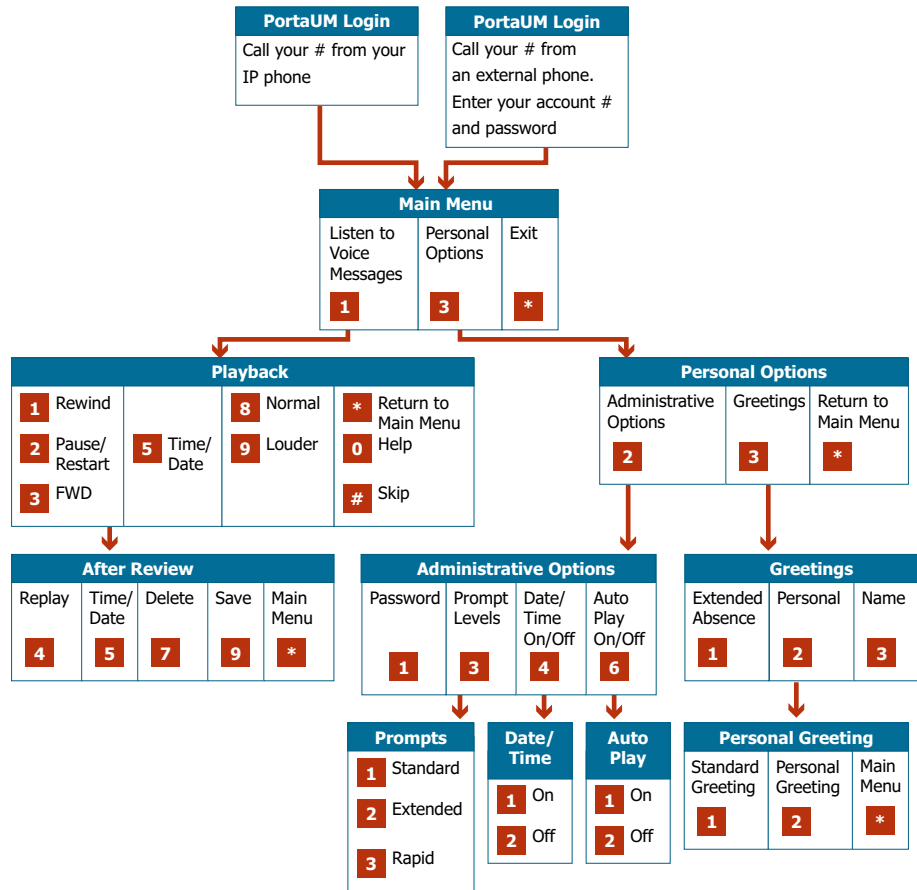 PortaUM Login
Call your # from your
IP phone
PortaUM Login
Call your # from
an external phone.
Enter your account #
and password
Main Menu
Listen to
Voice
Messages
1
Personal
Options
3
Exit
*
Playback
1 Rewind
2 Pause/
Restart
3 FWD
5 Time/
Date
8 Normal
9 Louder
* Return to
Main Menu
0 Help
# Skip
Personal Options
Administrative
Options
2
Greetings
3
Return to
Main Menu
*
After Review
Replay
4
Time/
Date
5
Delete
7
Save
9
Main
Menu
*
Administrative Options
Password
1
Prompt
Levels
3
Date/
Time
On/Off
4
Auto
Play
On/Off
6
Greetings
Extended
Absence
1
Personal
2
Name
3
Prompts
1 Standard
2 Extended
3 Rapid
Date/
Time
1 On
2 Off
Auto
Play
1 On
2 Off
Personal Greeting
Standard
Greeting
1
Personal
Greeting
2
Main
Menu
*